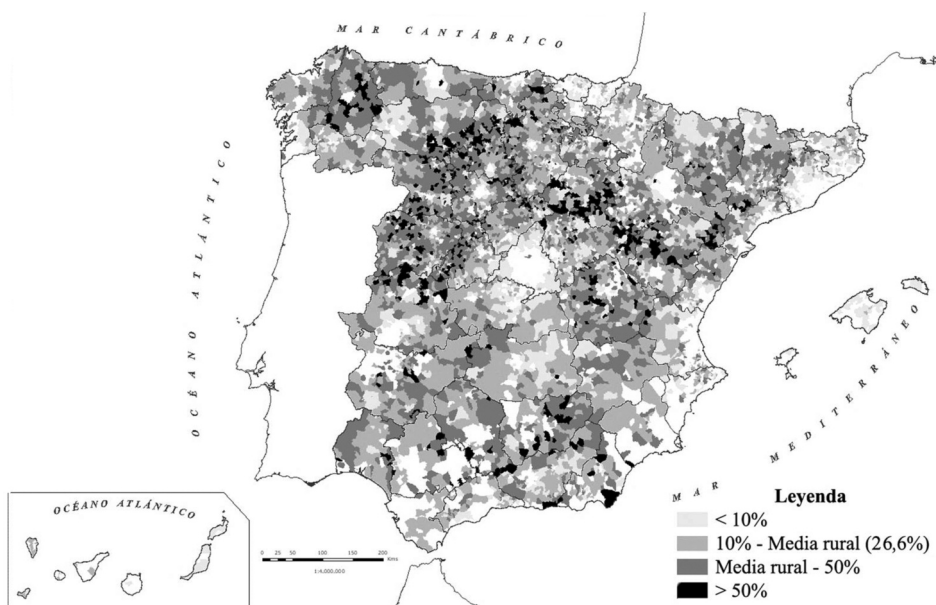 MAR CANTÁBRICO
OCÉANO ATLÁNTICO
MAR MEDITERRÁNEO
OCÉANO ATLÁNTICO
0 25 50 100 150 200
Kms
1:4,000,000
Leyenda
< 10%
10% - Media rural (26,6%)
Media rural - 50%
> 50%